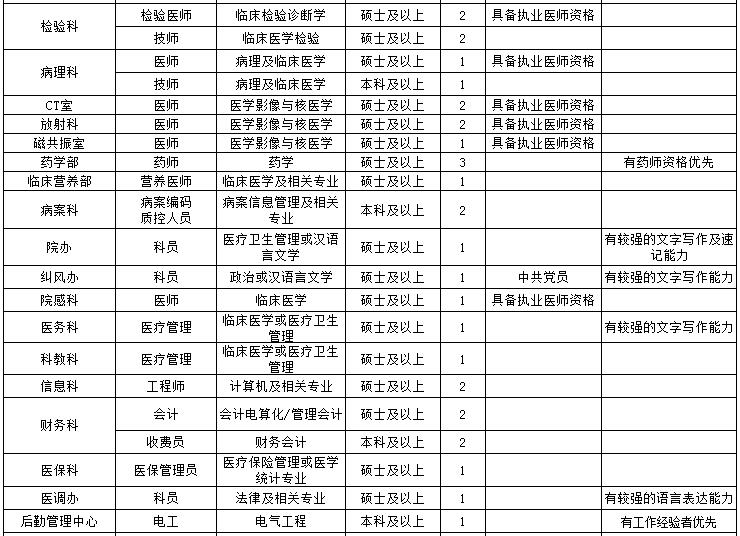 检验科 检验医师 临床检验诊断学 硕士及以上 2 具备执业医师资格
技师 临床医学检验 硕士及以上 2
病理科 医师 病理及临床医学 硕士及以上 1 具备执业医师资格
技师 病理及临床医学 本科及以上 1
CT室 医师 医学影像与核医学 硕士及以上 2 具备执业医师资格
放射科 医师 医学影像与核医学 硕士及以上 2 具备执业医师资格
磁共振室 医师 医学影像与核医学 硕士及以上 1 具备执业医师资格
药学部 药师 药学 硕士及以上 3 有药师资格优先
临床营养部 营养医师 临床医学及相关专业 硕士及以上 1
病案科 病案编码
质控人员 病案信息管理及相关
专业 本科及以上 2
院办 科员 医疗卫生管理或汉语
言文学 硕士及以上 1 有较强的文字写作及速
记能力
纠风办 科员 政治或汉语言文学 硕士及以上 1 中共党员 有较强的文字写作能力
院感科 医师 临床医学 硕士及以上 1 具备执业医师资格
医务科 医疗管理 临床医学或医疗卫生
管理 硕士及以上 1 有较强的文字写作能力
科教科 医疗管理 临床医学或医疗卫生
管理 硕士及以上 1
信息科 工程师 计算机及相关专业 硕士及以上 2
财务科 会计 会计电算化/管理会计 硕士及以上 2
收费员 财务会计 本科及以上 2
医保科 医保管理员 医疗保险管理或医学
统计专业 硕士及以上 1
医调办 科员 法律及相关专业 硕士及以上 1 有较强的语言表达能力
后勤管理中心 电工 电气工程 本科及以上 1 有工作经验者优先